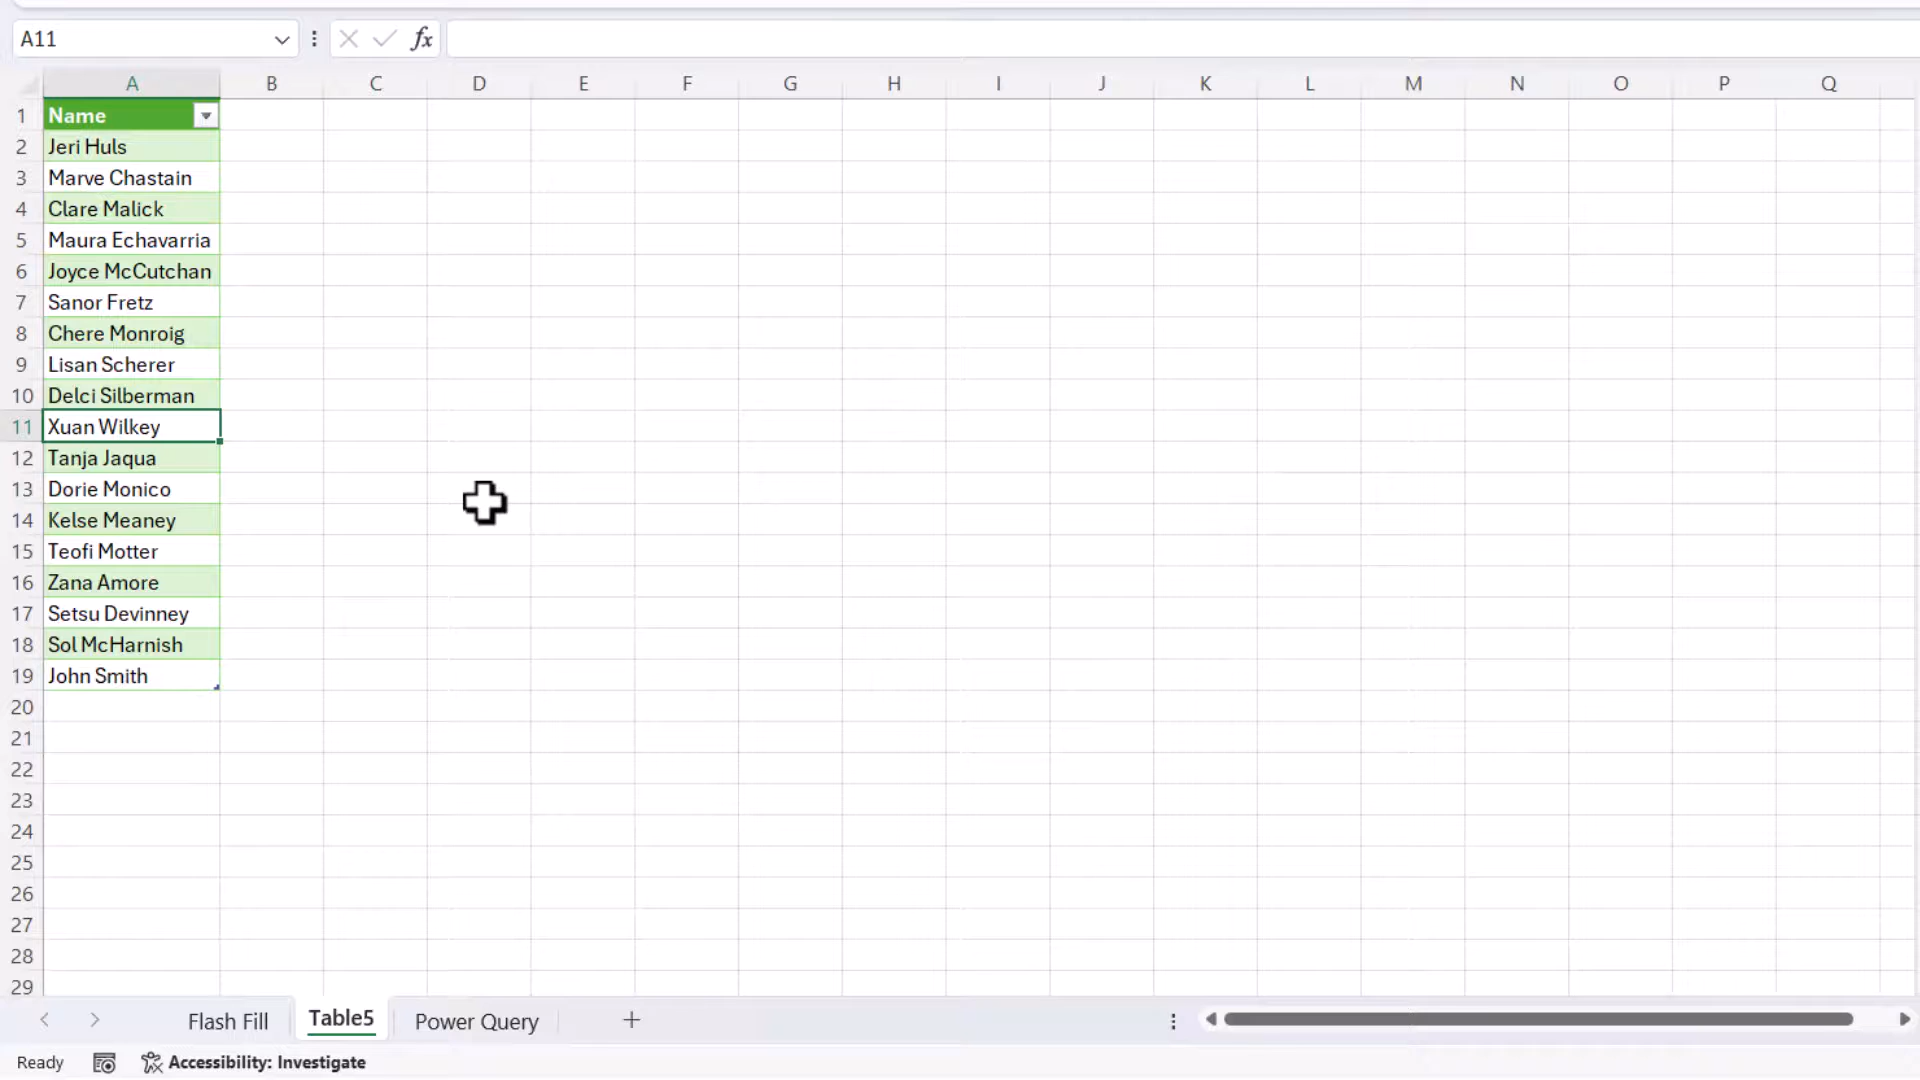 A11 fx
A B C D E F G H I J K L M N O P Q
1 Name
2 Jeri Huls
3 Marve Chastain
4 Clare Malick
5 Maura Echavarria
6 Joyce McCutchan
7 Sanor Fretz
8 Chere Monroig
9 Lisan Scherer
10 Delci Silberman
11 Xuan Wilkey
12 Tanja Jaqua
13 Dorie Monico
14 Kelse Meaney
15 Teofi Motter
16 Zana Amore
17 Setsu Devinney
18 Sol McHarnish
19 John Smith
20
21
22
23
24
25
26
27
28
29
Flash Fill Table5 Power Query +
Ready Accessibility: Investigate